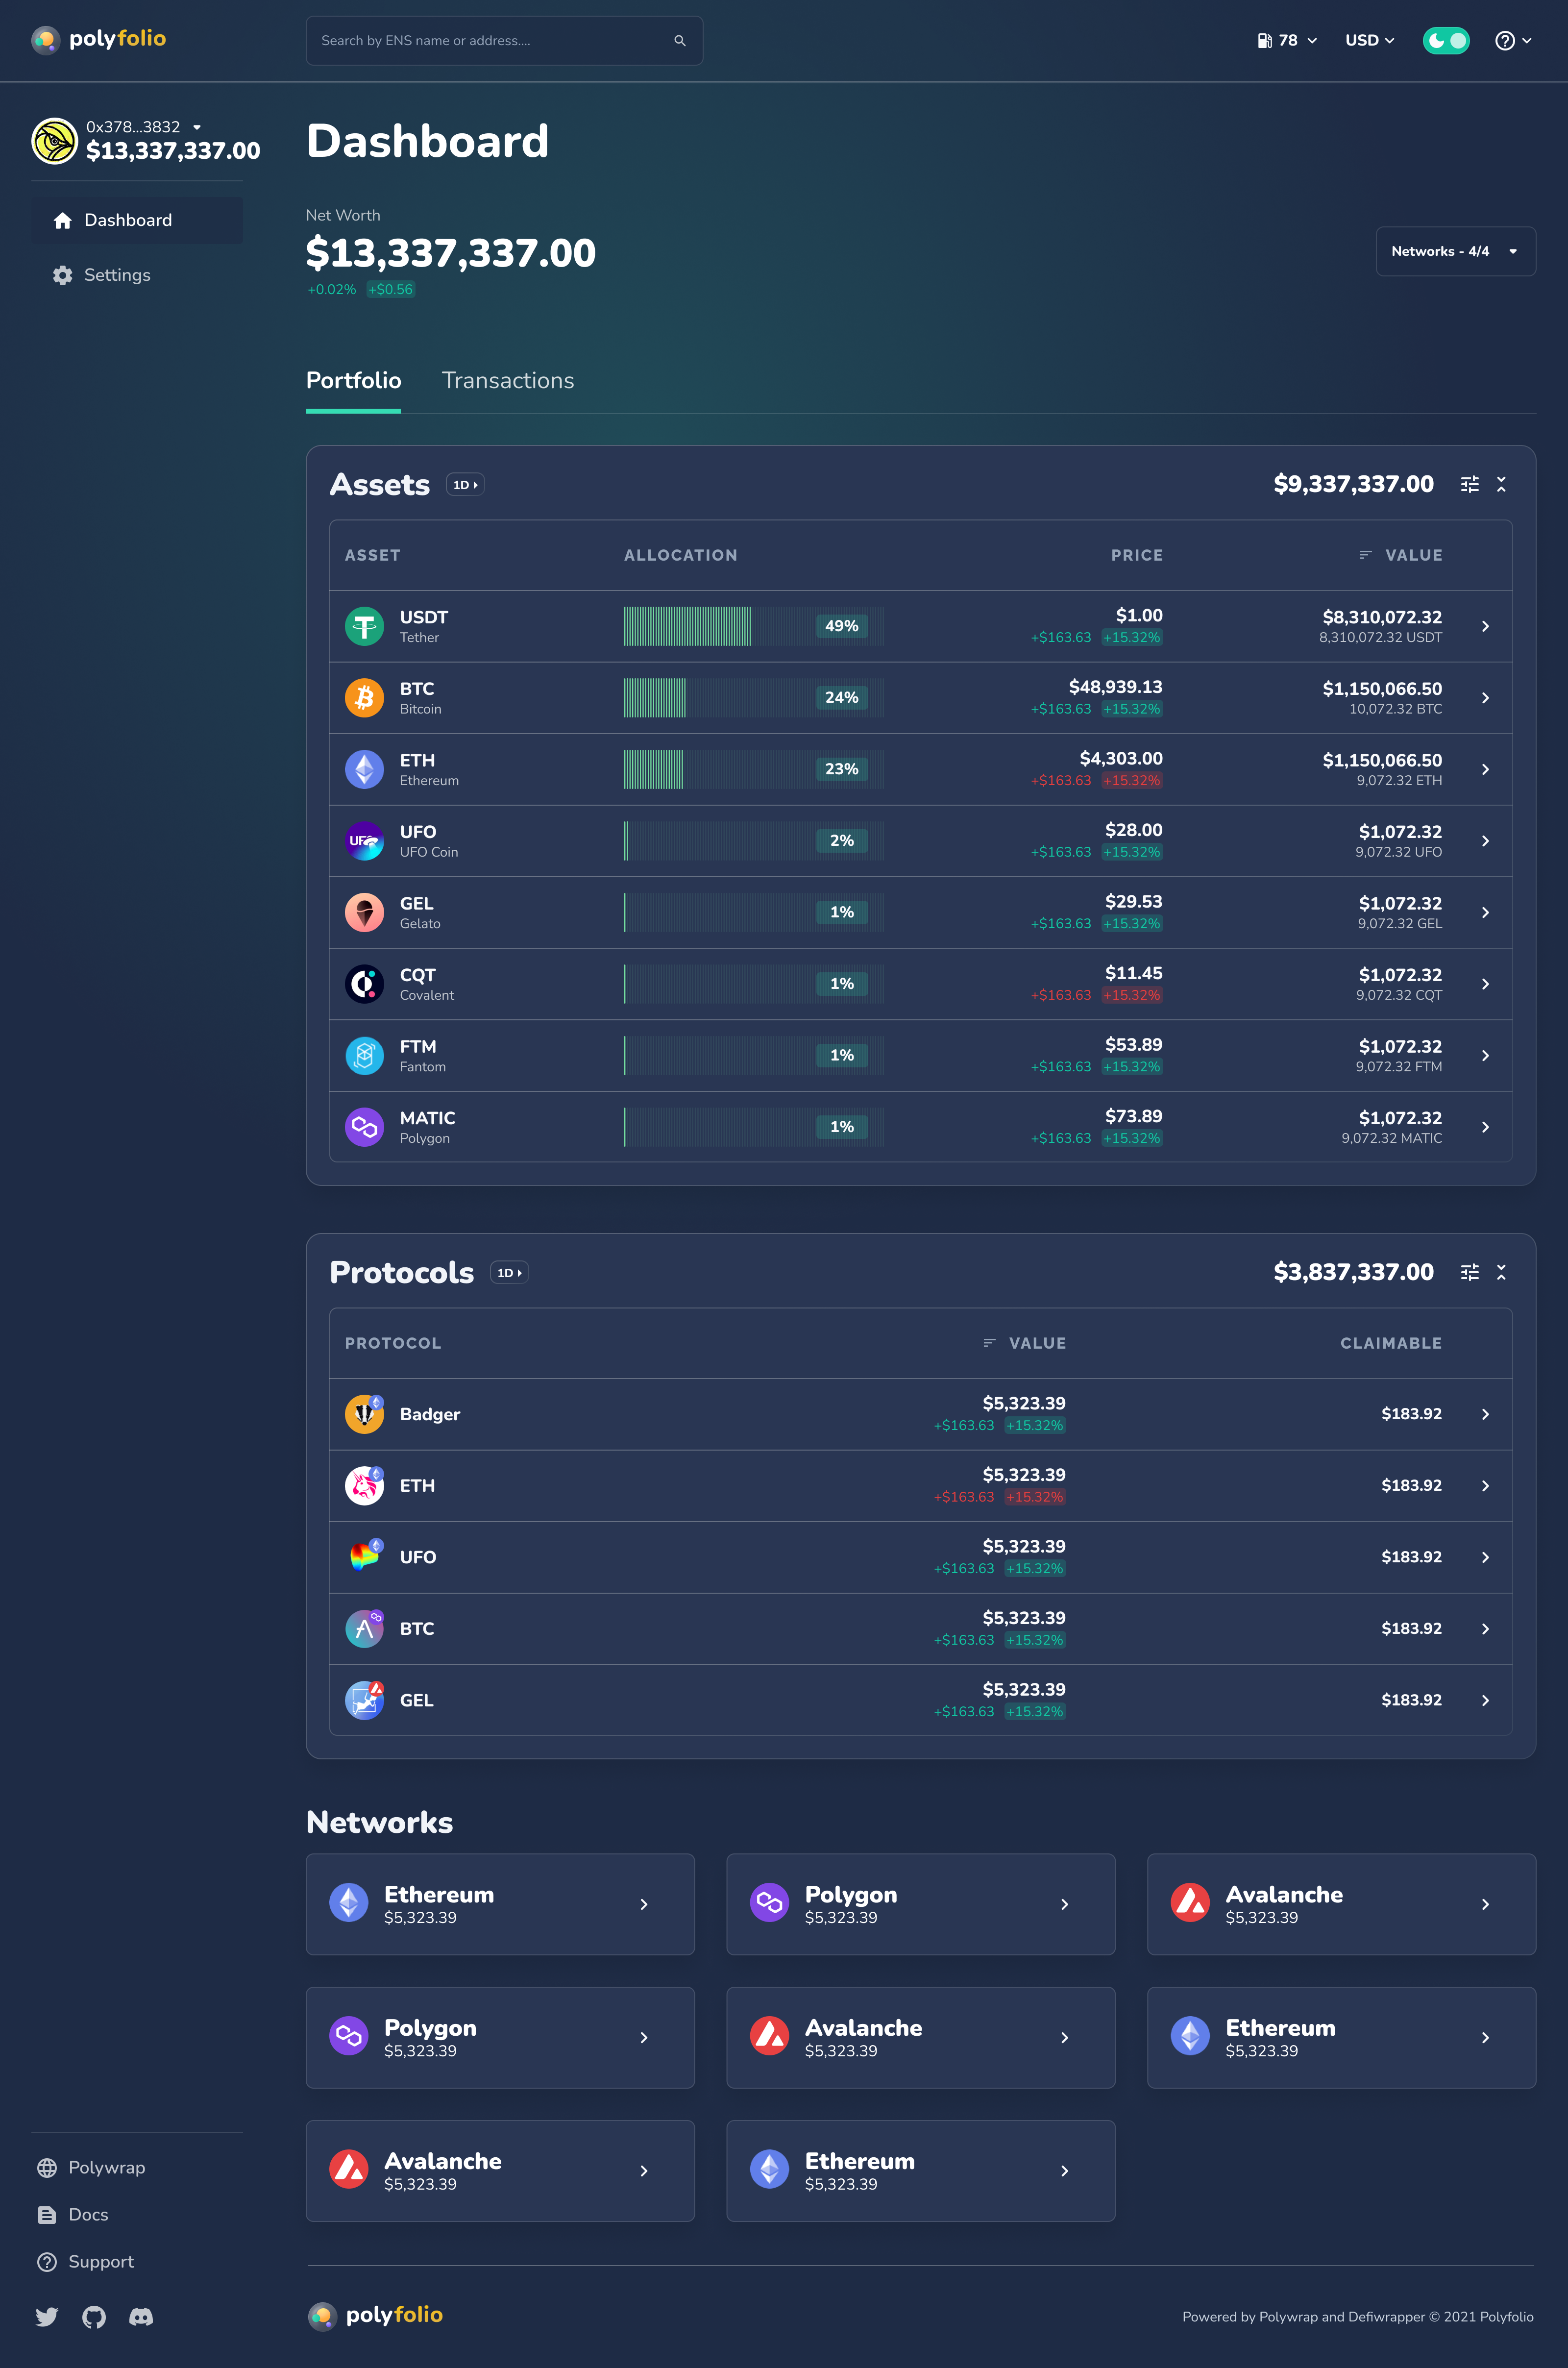 polyfolio
Search by ENS name or address....
78
USD
0x378...3832
$13,337,337.00
Dashboard
Settings
Dashboard
Net Worth
$13,337,337.00
+0.02% +$0.56
Networks - 4/4
Portfolio
Transactions
Assets
1D
$9,337,337.00
ASSET ALLOCATION PRICE VALUE
USDT
Tether
49%
$1.00
+$163.63 +15.32%
$8,310,072.32
8,310,072.32 USDT
BTC
Bitcoin
24%
$48,939.13
+$163.63 +15.32%
$1,150,066.50
10,072.32 BTC
ETH
Ethereum
23%
$4,303.00
+$163.63 +15.32%
$1,150,066.50
9,072.32 ETH
UFO
UFO
UFO Coin
2%
$28.00
+$163.63 +15.32%
$1,072.32
9,072.32 UFO
GEL
Gelato
1%
$29.53
+$163.63 +15.32%
$1,072.32
9,072.32 GEL
CQT
Covalent
1%
$11.45
+$163.63 +15.32%
$1,072.32
9,072.32 CQT
FTM
Fantom
1%
$53.89
+$163.63 +15.32%
$1,072.32
9,072.32 FTM
MATIC
Polygon
1%
$73.89
+$163.63 +15.32%
$1,072.32
9,072.32 MATIC
Protocols
1D
$3,837,337.00
PROTOCOL VALUE CLAIMABLE
Badger
$5,323.39
+$163.63 +15.32%
$183.92
ETH
$5,323.39
+$163.63 +15.32%
$183.92
UFO
$5,323.39
+$163.63 +15.32%
$183.92
BTC
$5,323.39
+$163.63 +15.32%
$183.92
GEL
$5,323.39
+$163.63 +15.32%
$183.92
Networks
Ethereum
$5,323.39
Polygon
$5,323.39
Avalanche
$5,323.39
Polygon
$5,323.39
Avalanche
$5,323.39
Ethereum
$5,323.39
Avalanche
$5,323.39
Ethereum
$5,323.39
Polywrap
Docs
Support
polyfolio
Powered by Polywrap and Defiwrapper © 2021 Polyfolio